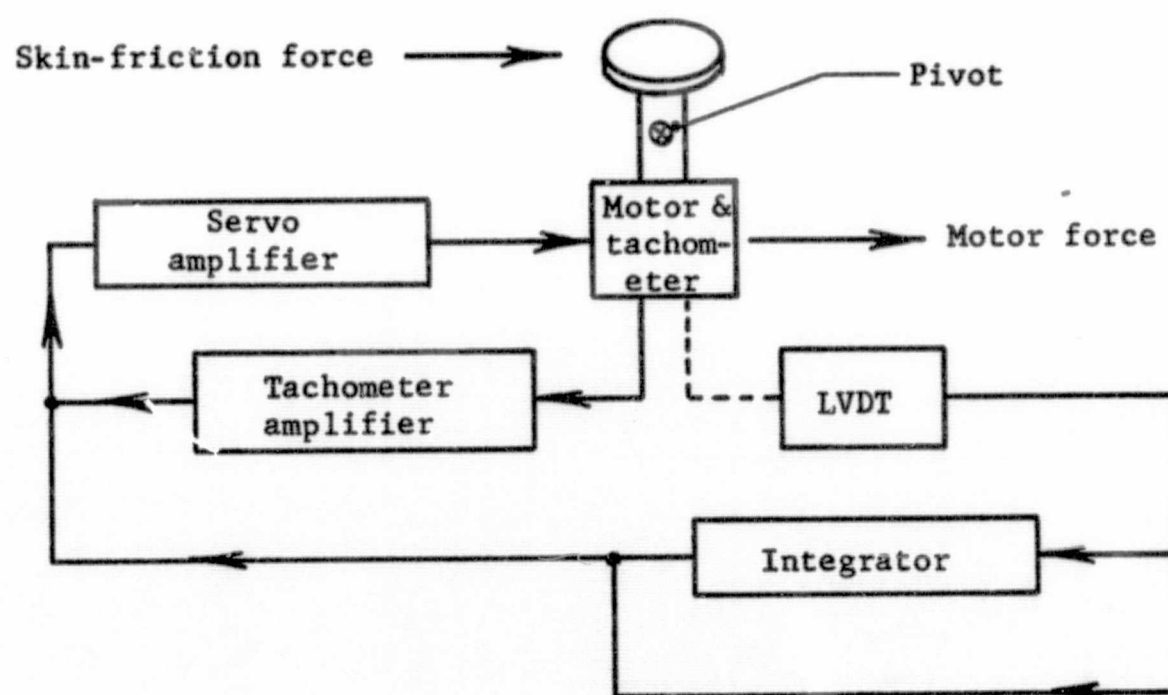 Skin-friction force
Pivot
Servo
amplifier
Motor &
tachom-
eter
Motor force
Tachometer
amplifier
LVDT
Integrator